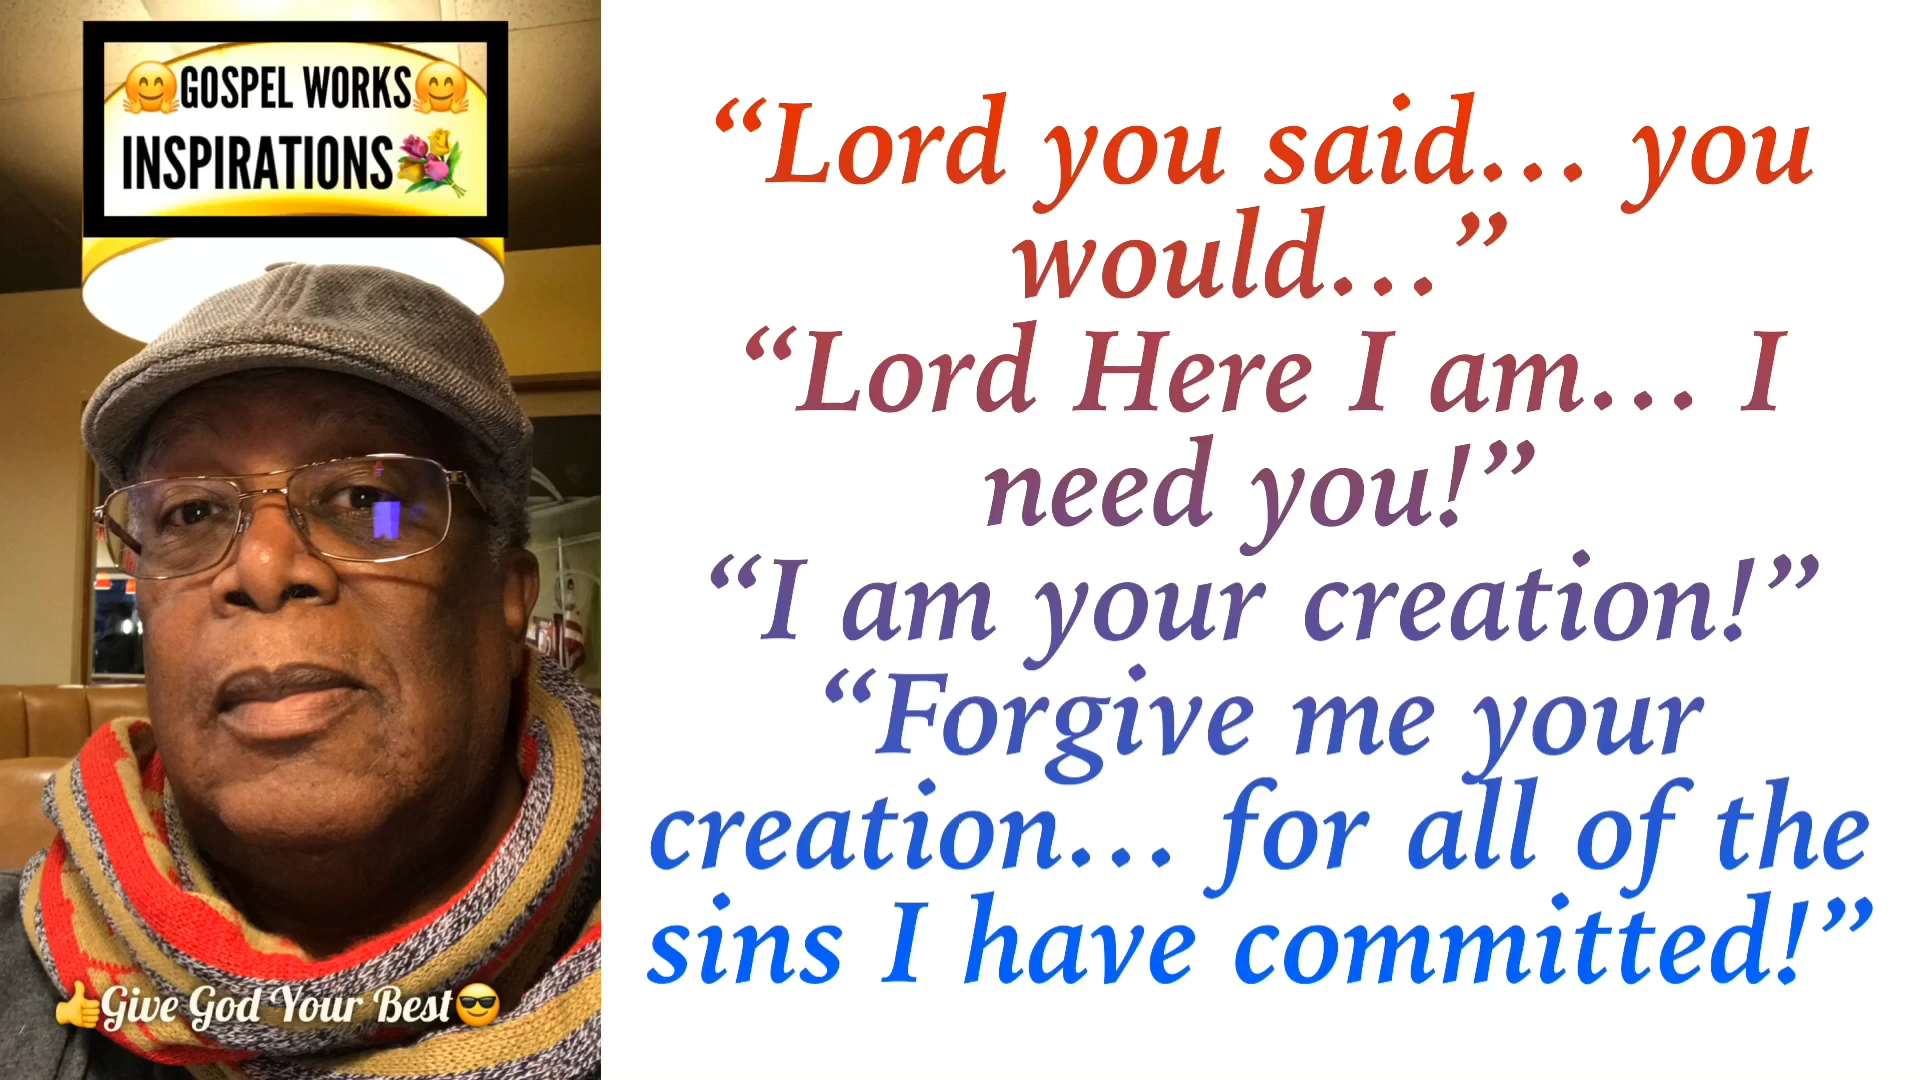 🤗GOSPEL WORKS🤗
INSPIRATIONS💐
“Lord you said... you
would...”
“Lord Here I am... I
need you!”
“I am your creation!”
“Forgive me your
creation... for all of the
sins I have committed!”
👍Give God Your Best😎